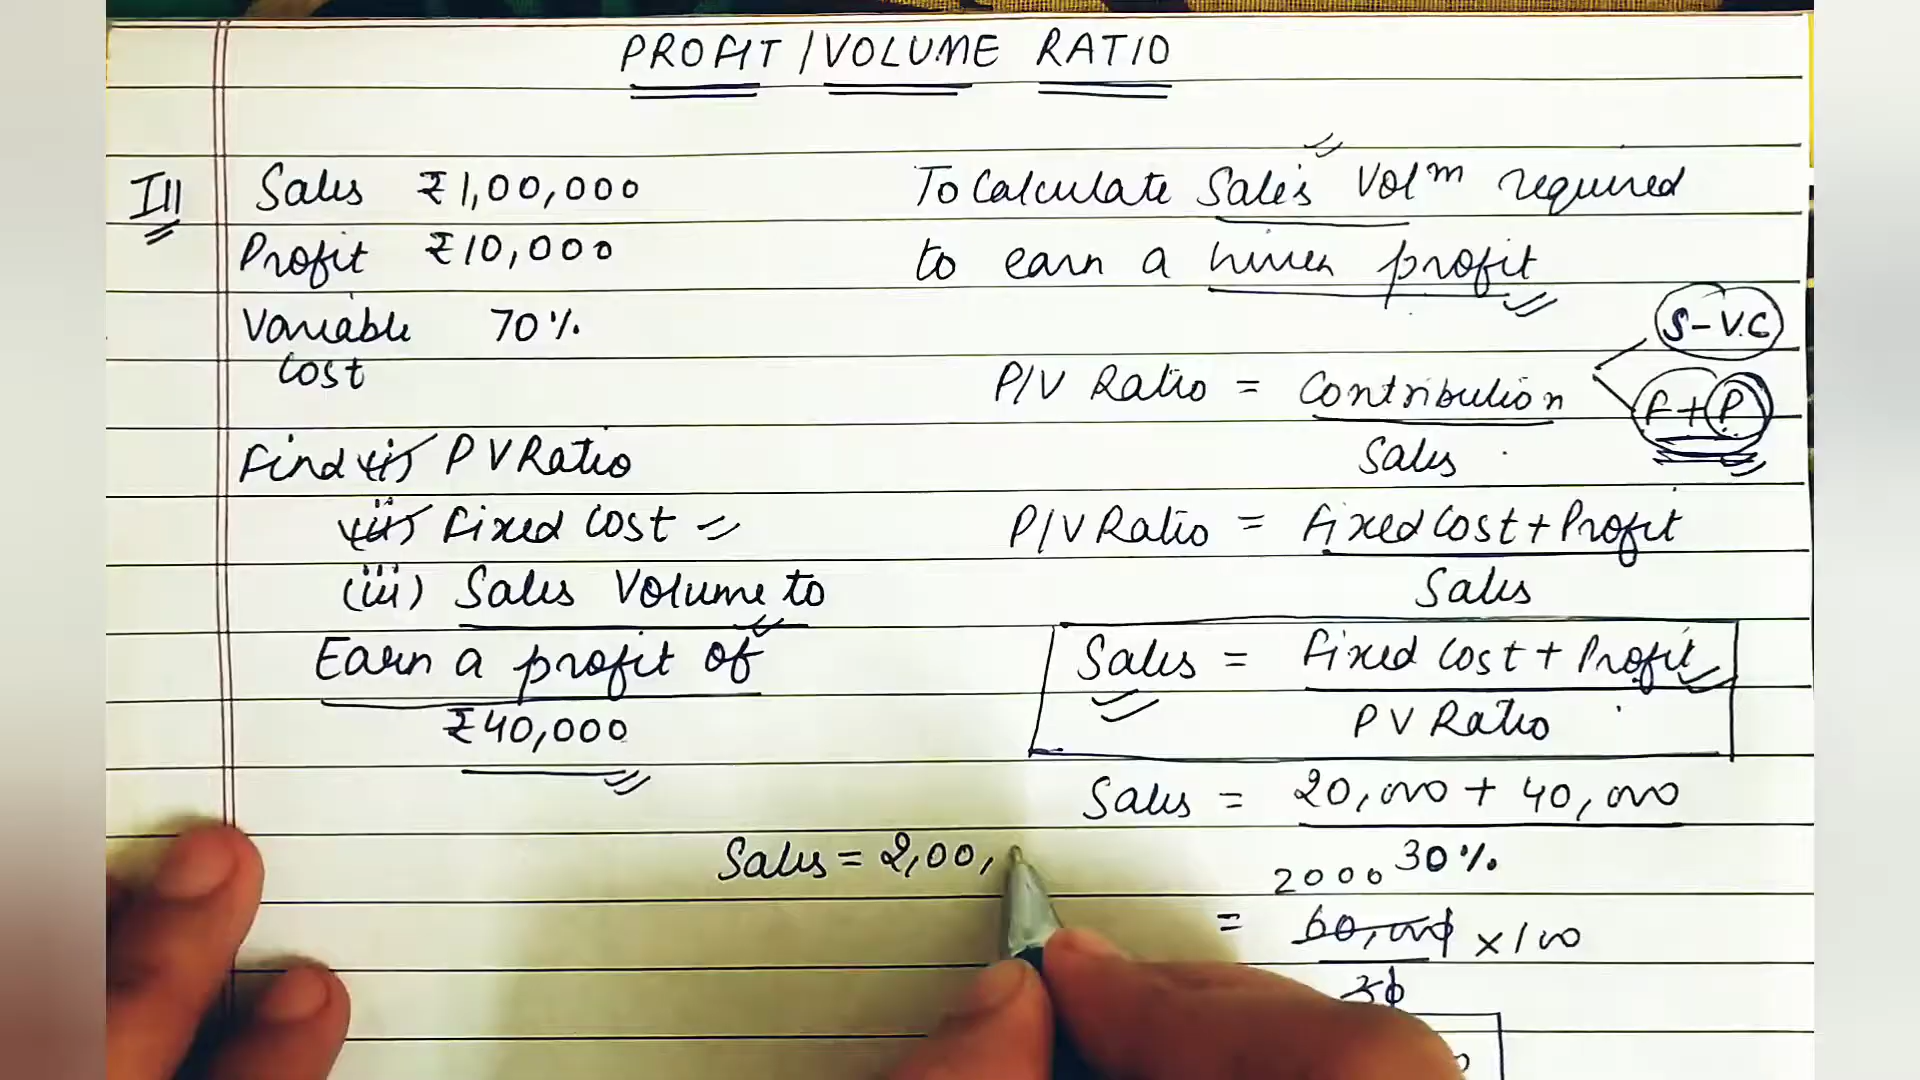 PROFIT/VOLUME RATIO
III
Sales ₹1,00,000
Profit ₹10,000
Variable 70%
Cost
Find (i) PV Ratio
(ii) Fixed Cost =
(iii) Sales Volume to
Earn a profit of
₹40,000
Sales = 2,00,
To Calculate Sales Volm required
to earn a profit
S-V.C
P/V Ratio = Contribution
F+P
Sales
P/V Ratio = Fixed Cost + Profit
Sales
Sales = Fixed Cost + Profit
PV Ratio
Sales = 20,000 + 40,000
30%
2000
= 60,000 x 100
30